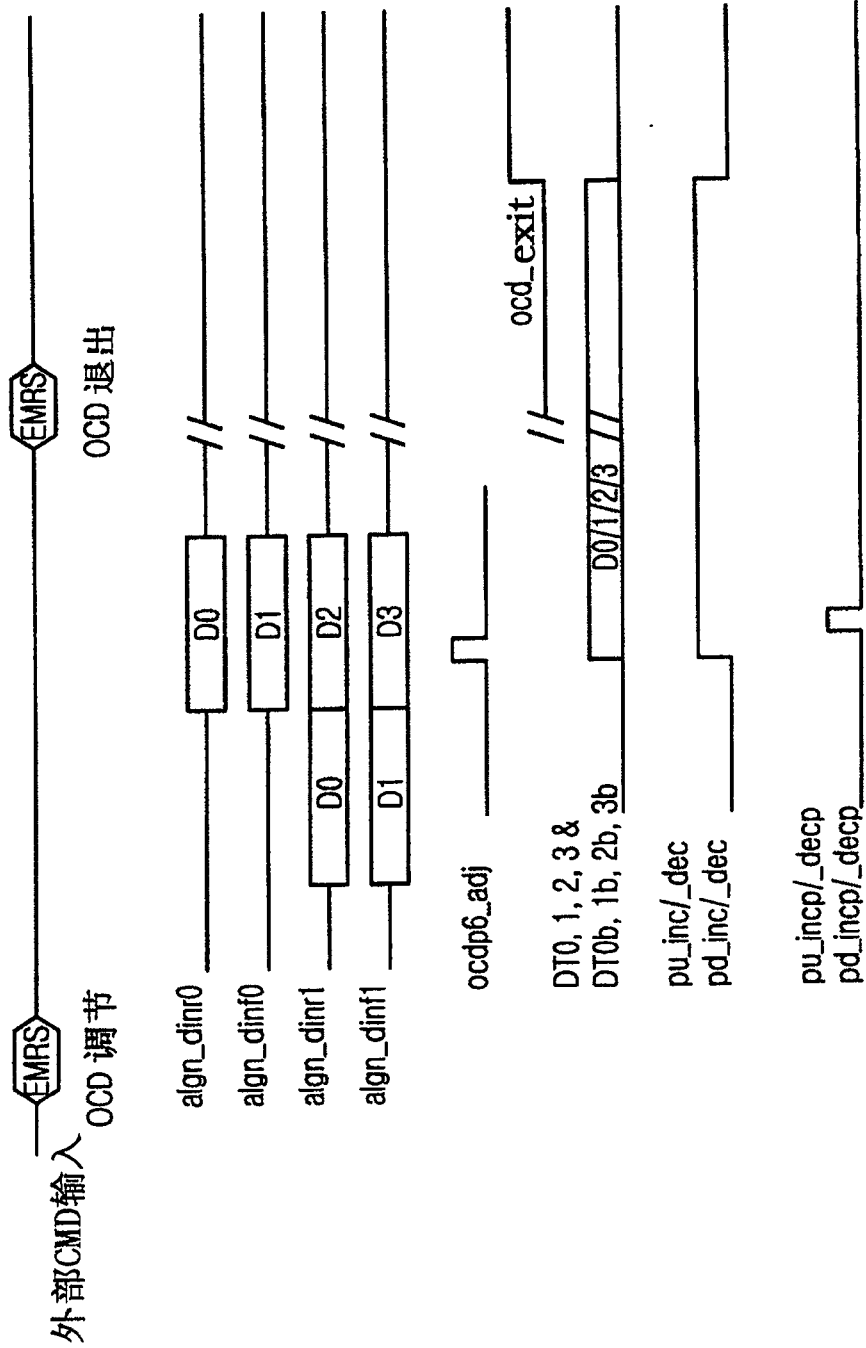 外部CMD输入
EMRS
EMRS
OCD 调节
OCD 退出
algn_dinr0
D0
algn_dinf0
D1
algn_dinr1
D0
D2
algn_dinf1
D1
D3
ocdp6_adj
ocd_exit
DT0, 1, 2, 3 &
DT0b, 1b, 2b, 3b
D0/1/2/3
pu_inc/_dec
pd_inc/_dec
pu_incp/_decp
pd_incp/_decp